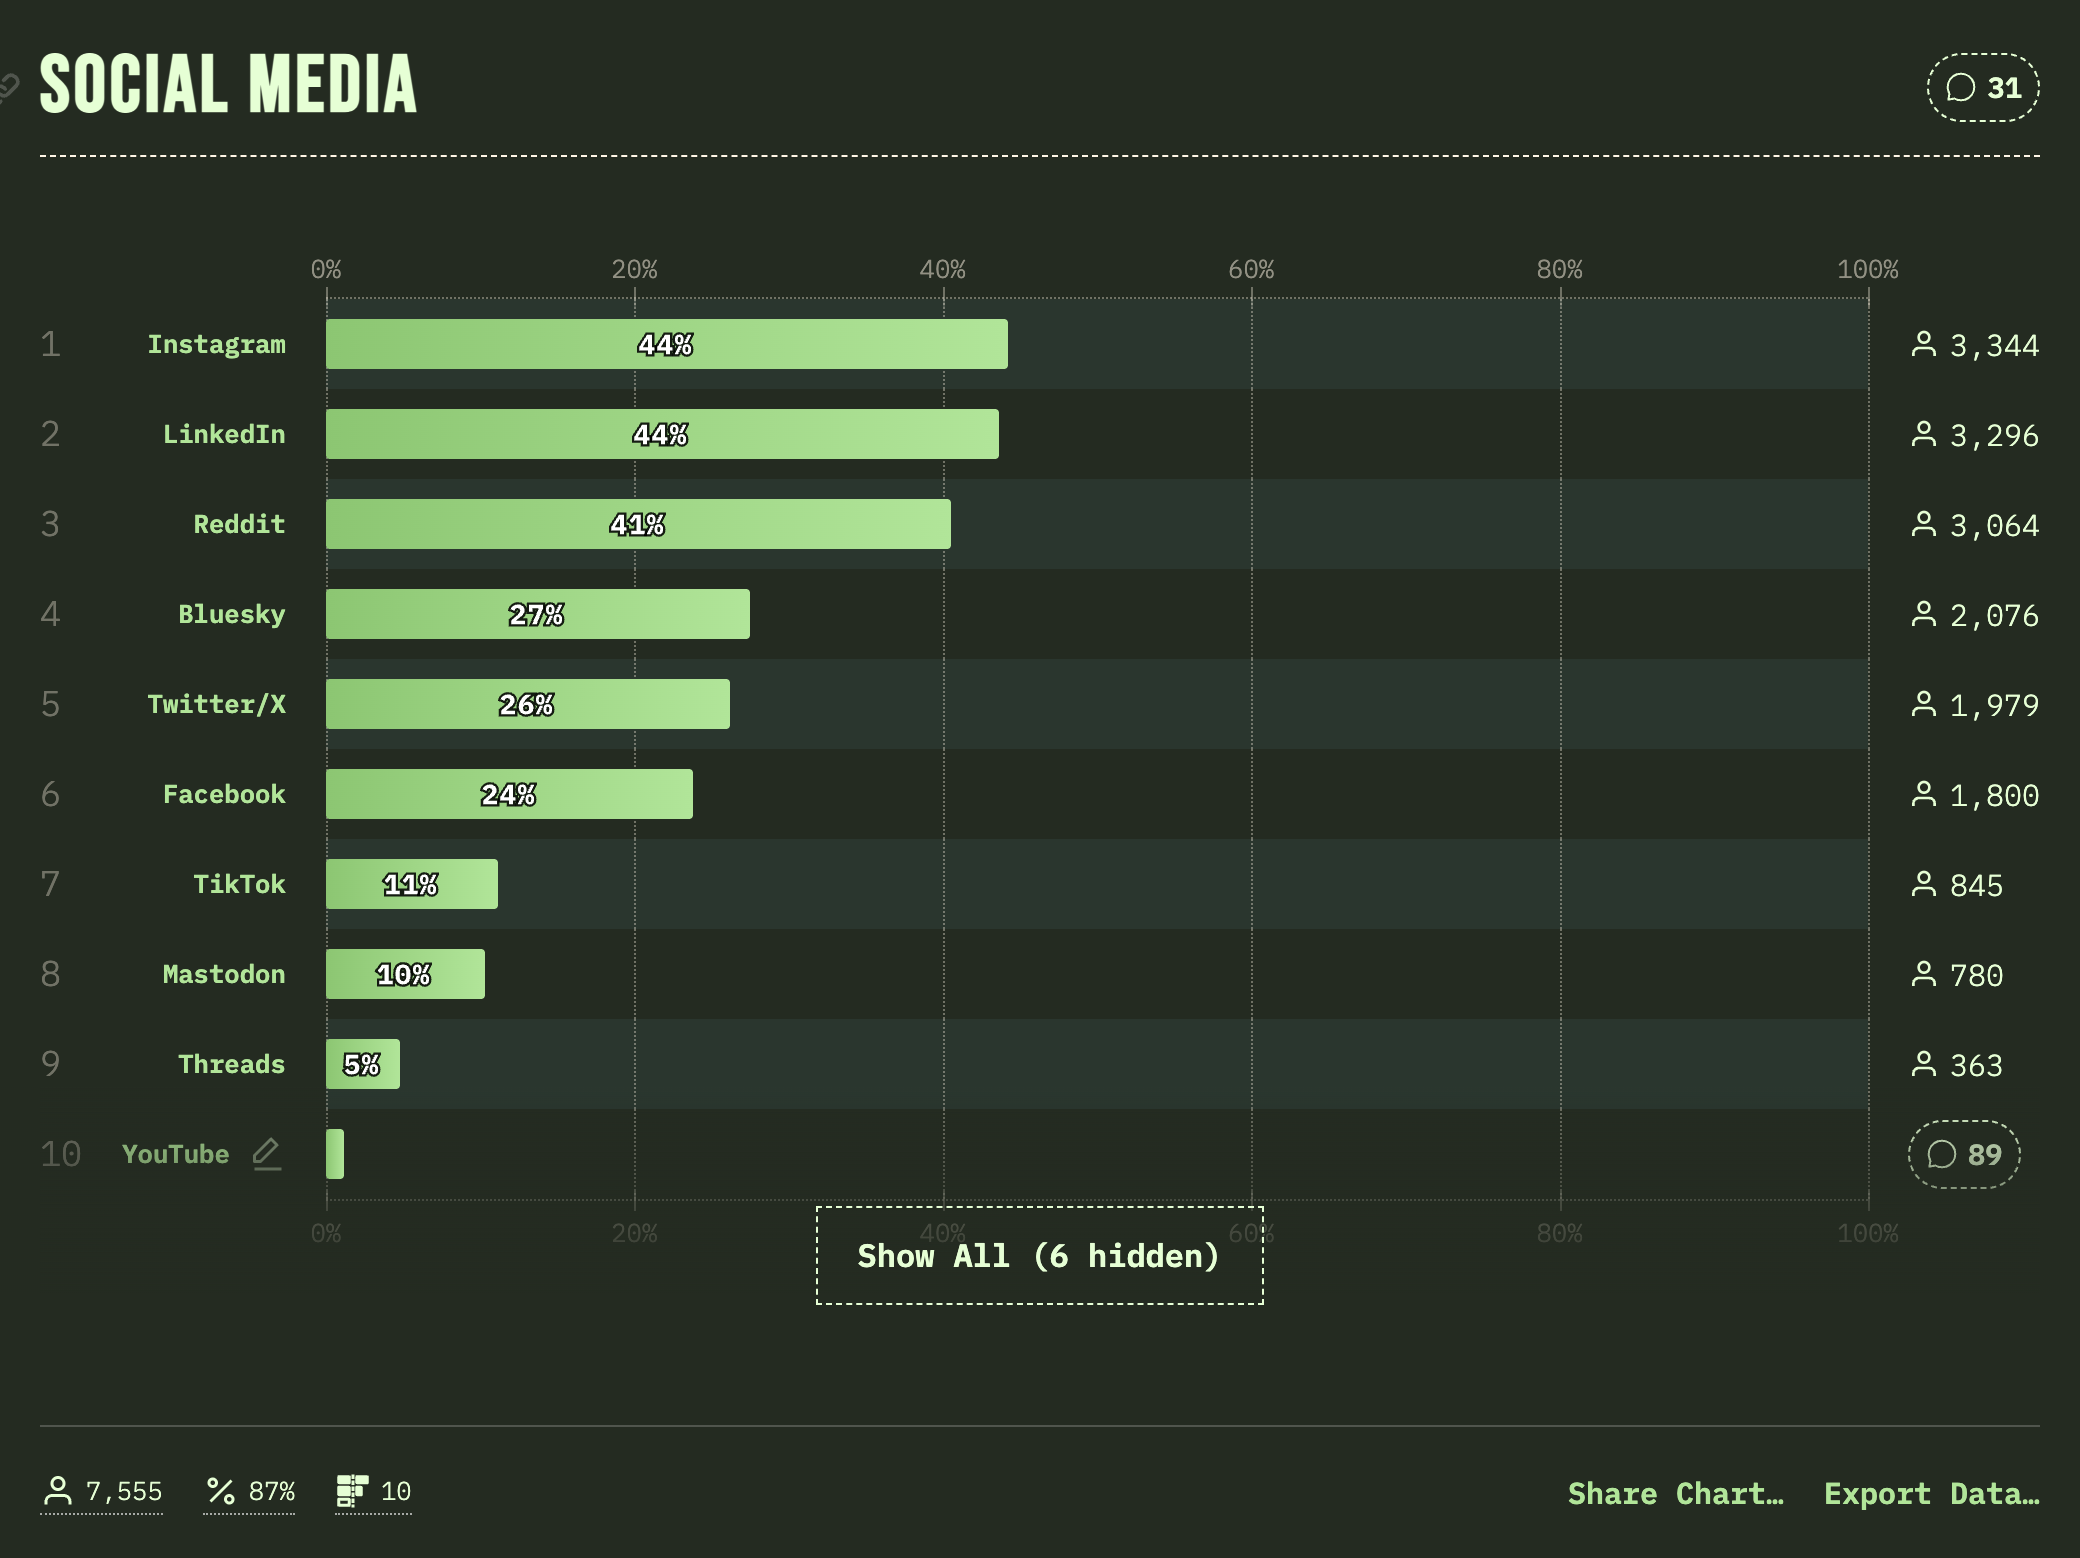 SOCIAL MEDIA
31
0% 20% 40% 60% 80% 100%
1 Instagram 44% 3,344
2 LinkedIn 44% 3,296
3 Reddit 41% 3,064
4 Bluesky 27% 2,076
5 Twitter/X 26% 1,979
6 Facebook 24% 1,800
7 TikTok 11% 845
8 Mastodon 10% 780
9 Threads 5% 363
10 YouTube 89
0% 20% 40% 60% 80% 100%
Show All (6 hidden)
7,555 87% 10 Share Chart… Export Data…